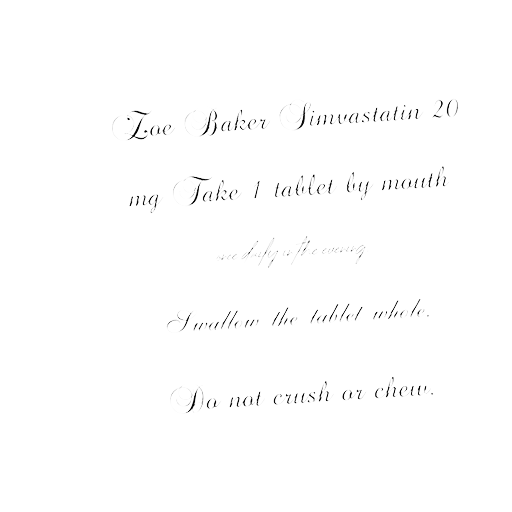 Zoe Baker Simvastatin 20
mg Take 1 tablet by mouth
once daily in the evening
Swallow the tablet whole.
Do not crush or chew.